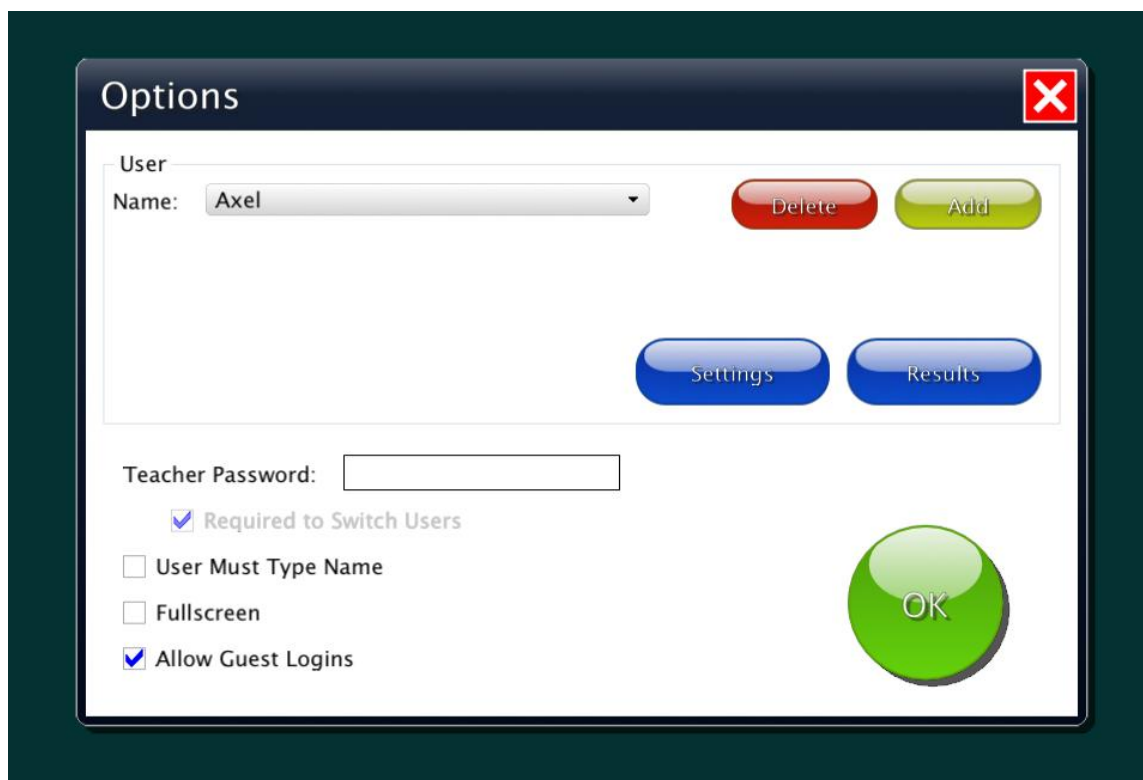 Options
User
Name: Axel Delete Add
Settings Results
Teacher Password:
Required to Switch Users
User Must Type Name
Fullscreen
OK
Allow Guest Logins